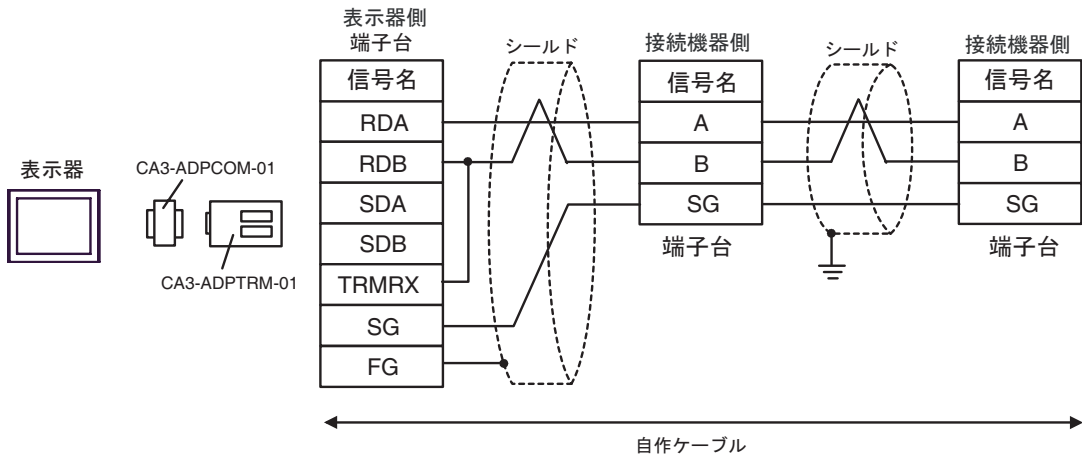 表示器
CA3-ADPCOM-01
CA3-ADPTRM-01
表示器側
端子台
信号名
RDA
RDB
SDA
SDB
TRMRX
SG
FG
シールド
接続機器側
信号名
A
B
SG
端子台
シールド
接続機器側
信号名
A
B
SG
端子台
自作ケーブル